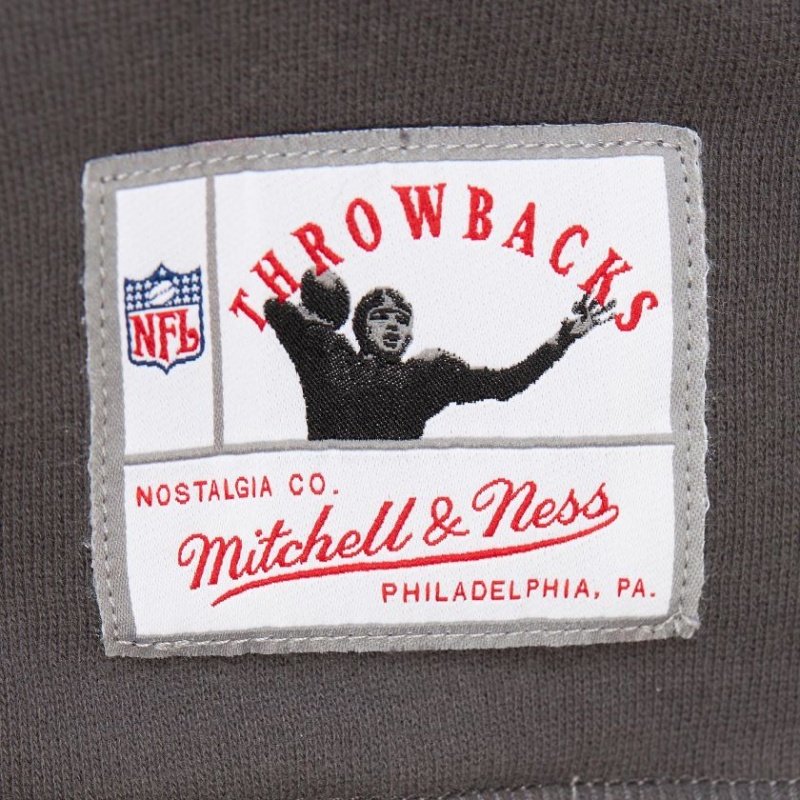 THROWBACKS
NFL
NOSTALGIA CO.
Mitchell & Ness
PHILADELPHIA, PA.